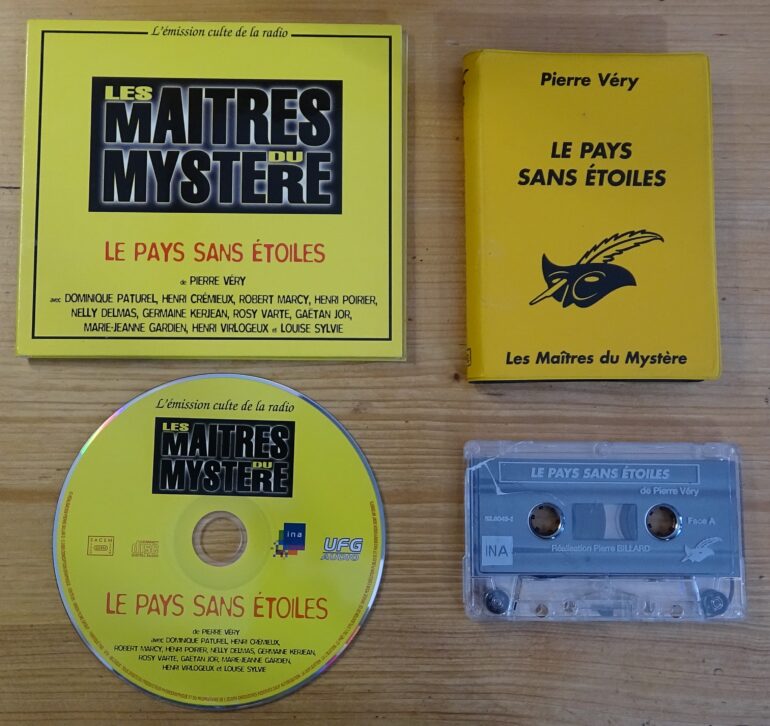 L'émission culte de la radio
LES
MAITRES
DU
MYSTERE
LE PAYS SANS ÉTOILES
de PIERRE VÉRY
avec DOMINIQUE PATUREL, HENRI CRÉMIEUX, ROBERT MARCY, HENRI POIRIER,
NELLY DELMAS, GERMAINE KERJEAN, ROSY VARTE, GAËTAN JOR,
MARIE-JEANNE GARDIEN, HENRI VIRLOGEUX et LOUISE SYLVIE
Pierre Véry
LE PAYS
SANS ÉTOILES
Les Maîtres du Mystère
L'émission culte de la radio
LES
MAITRES
DU
MYSTERE
SACEM
ina
UFG
LE PAYS SANS ÉTOILES
de PIERRE VÉRY
avec DOMINIQUE PATUREL, HENRI CRÉMIEUX,
ROBERT MARCY, HENRI POIRIER, NELLY DELMAS, GERMAINE KERJEAN,
ROSY VARTE, GAËTAN JOR, MARIE-JEANNE GARDIEN,
HENRI VIRLOGEUX et LOUISE SYLVIE
LE PAYS SANS ÉTOILES
de Pierre Véry
Face A
INA
Réalisation Pierre BILLARD